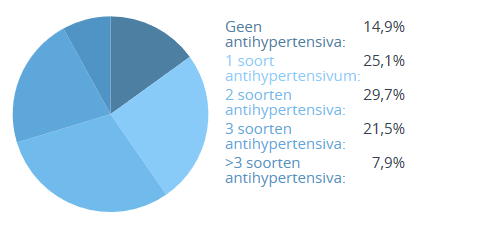 Geen 14,9%
antihypertensiva:
1 soort 25,1%
antihypertensivum:
2 soorten 29,7%
antihypertensiva:
3 soorten 21,5%
antihypertensiva:
>3 soorten 7,9%
antihypertensiva: